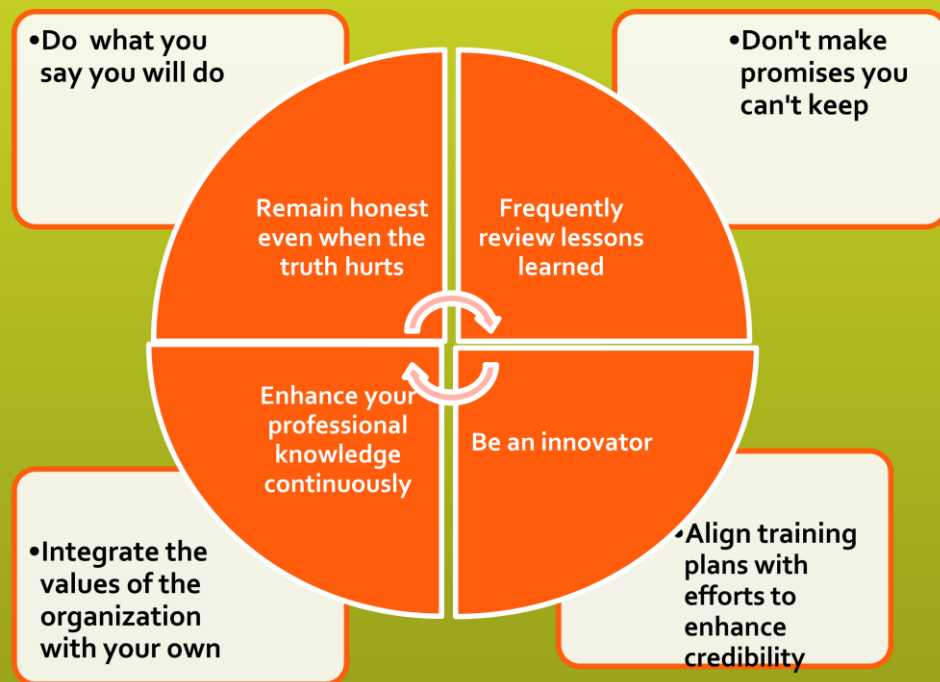 •Do what you
say you will do
•Don't make
promises you
can't keep
Remain honest
even when the
truth hurts
Frequently
review lessons
learned
Enhance your
professional
knowledge
continuously
Be an innovator
•Integrate the
values of the
organization
with your own
•Align training
plans with
efforts to
enhance
credibility